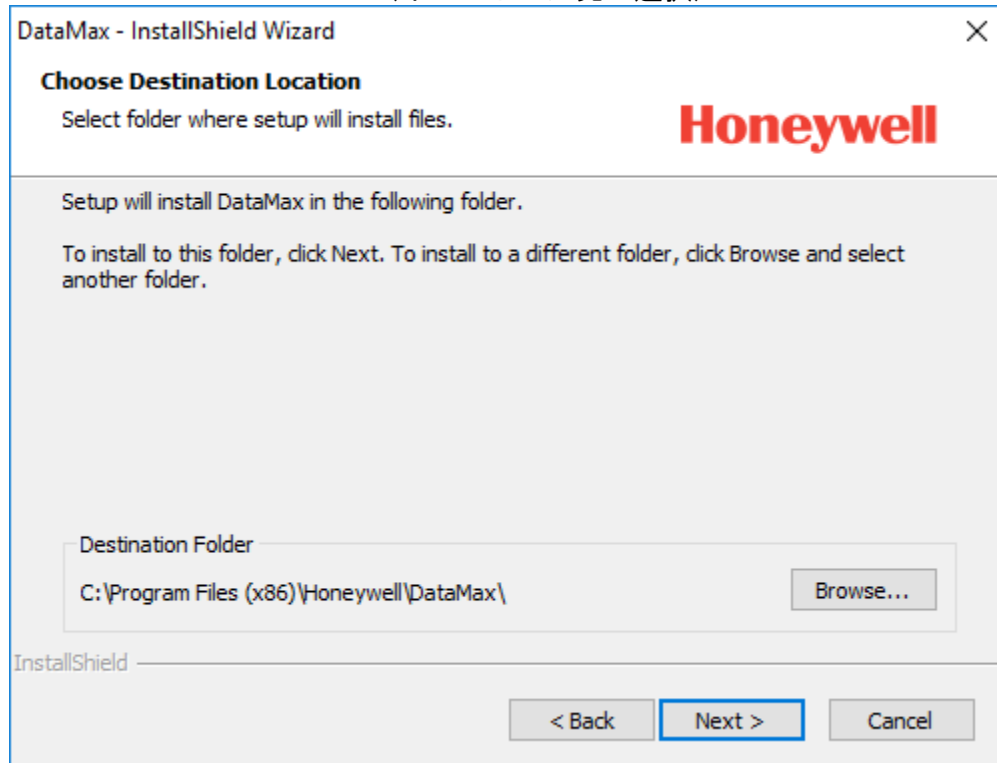 DataMax - InstallShield Wizard
Choose Destination Location
Select folder where setup will install files.
Honeywell
Setup will install DataMax in the following folder.
To install to this folder, click Next. To install to a different folder, click Browse and select
another folder.
Destination Folder
C:\Program Files (x86)\Honeywell\DataMax\
Browse...
InstallShield
< Back
Next >
Cancel